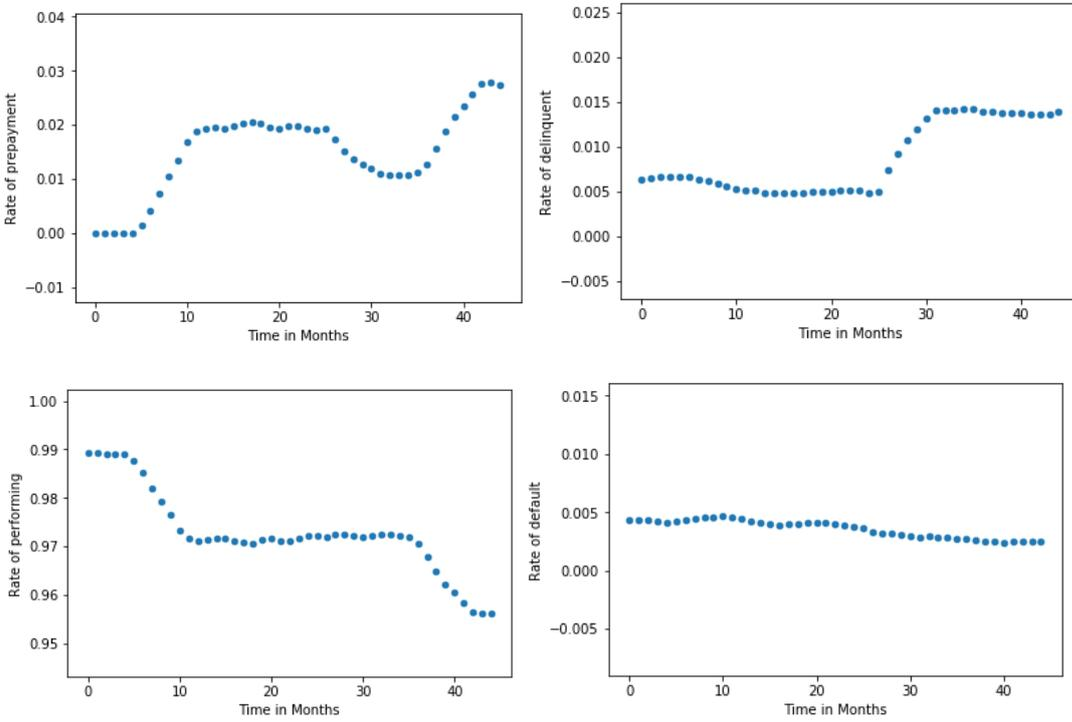 0.04
0.03
0.02
0.01
0.00
−0.01
Rate of prepayment
0 10 20 30 40
Time in Months
0.025
0.020
0.015
0.010
0.005
0.000
−0.005
Rate of delinquent
0 10 20 30 40
Time in Months
1.00
0.99
0.98
0.97
0.96
0.95
Rate of performing
0 10 20 30 40
Time in Months
0.015
0.010
0.005
0.000
−0.005
Rate of default
0 10 20 30 40
Time in Months